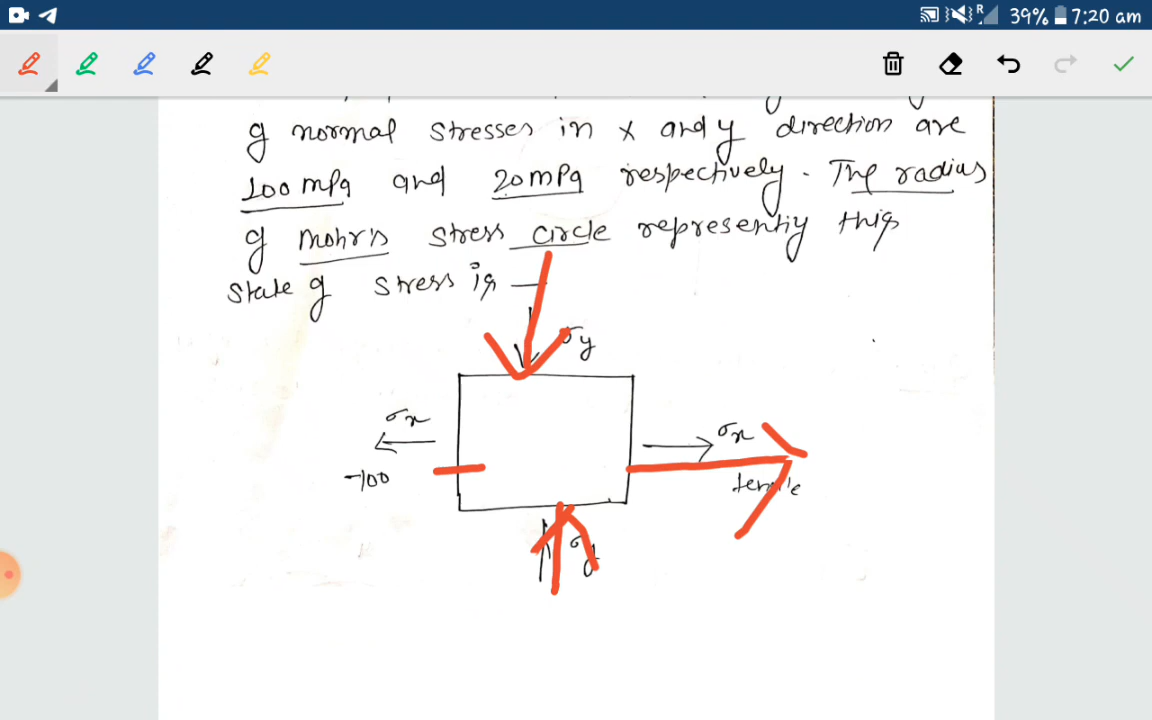 R 39% 7:20 am
g normal stresses in x and y direction are
100 mpa and 20 mpa respectively. The radius
g mohr's stress circle representing this
state g stress is —
σy
σx
σx
-100
tensile
σy